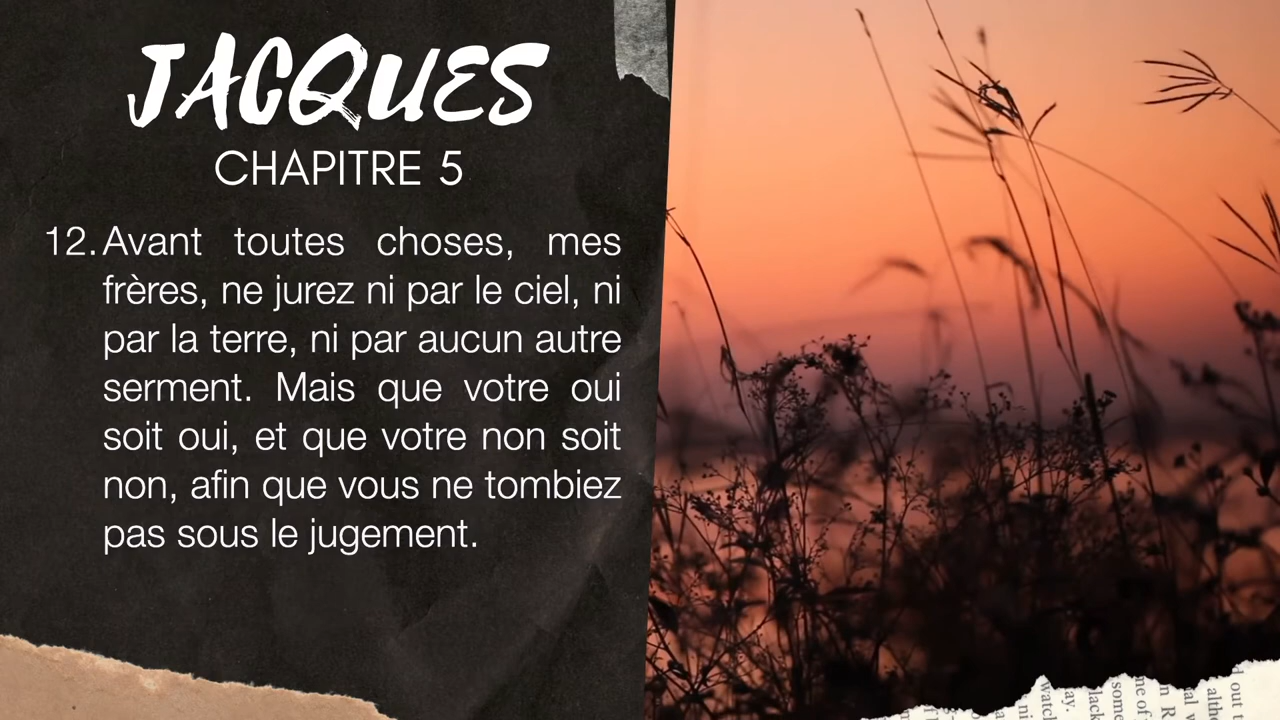 JACQUES
CHAPITRE 5
12. Avant toutes choses, mes
frères, ne jurez ni par le ciel, ni
par la terre, ni par aucun autre
serment. Mais que votre oui
soit oui, et que votre non soit
non, afin que vous ne tombiez
pas sous le jugement.